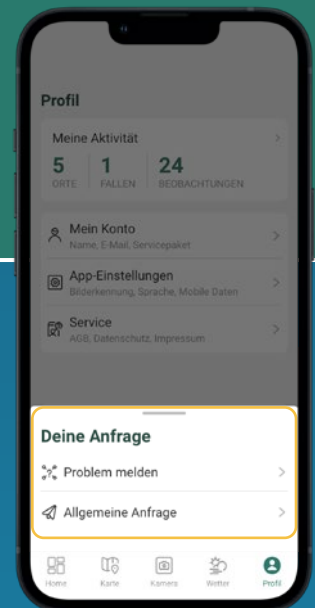 Profil
Meine Aktivität
5 1 24
ORTE FALLEN BEOBACHTUNGEN
Mein Konto
Name, E-Mail, Servicepaket
App-Einstellungen
Bilderkennung, Sprache, Mobile Daten
Service
AGB, Datenschutz, Impressum
Deine Anfrage
Problem melden
Allgemeine Anfrage
Home Karte Kamera Wetter Profil